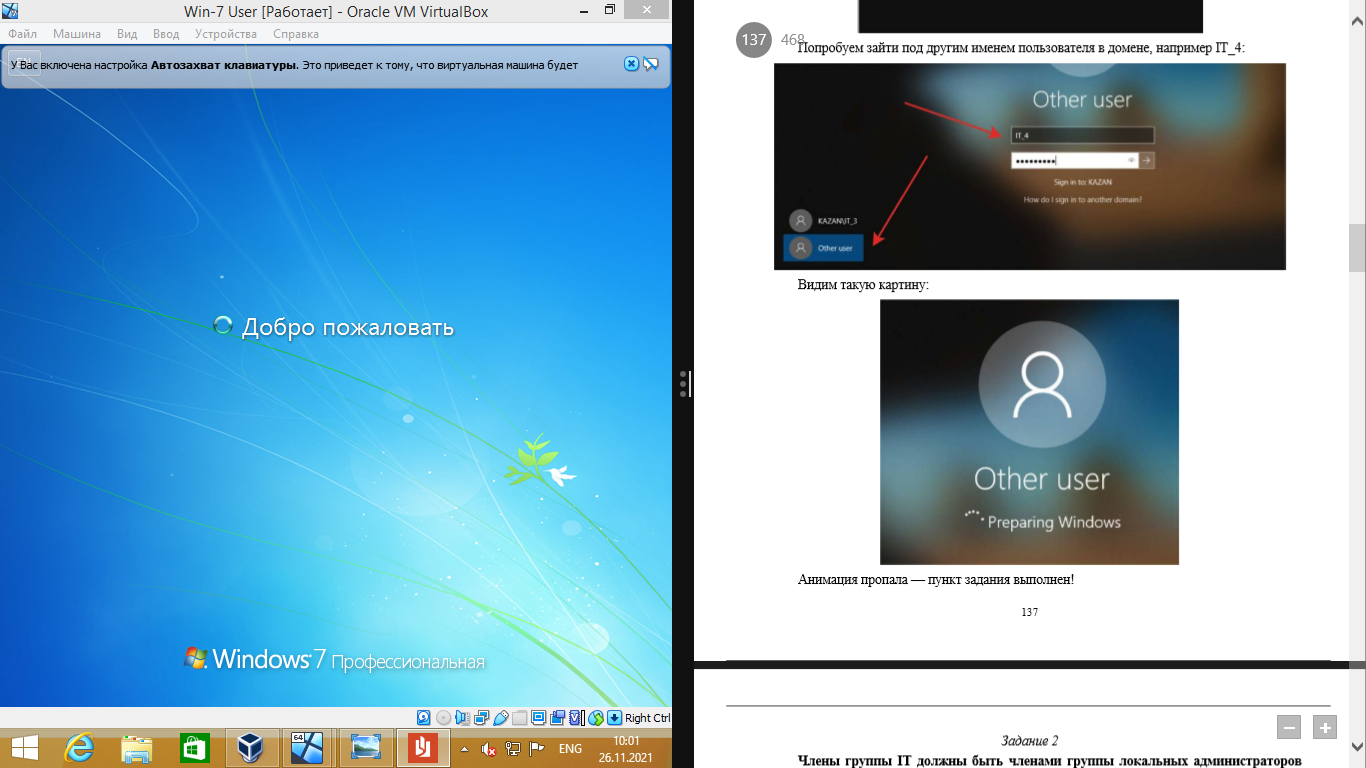 Win-7 User [Работает] - Oracle VM VirtualBox
Файл Машина Вид Ввод Устройства Справка
У Вас включена настройка Автозахват клавиатуры. Это приведет к тому, что виртуальная машина будет
Добро пожаловать
Windows 7 Профессиональная
Right Ctrl
64
ENG
10:01
26.11.2021
137 468
Попробуем зайти под другим именем пользователя в домене, например IT_4:
Other user
IT_4
Sign in to: KAZAN
How do I sign in to another domain?
KAZAN\IT_3
Other user
Видим такую картину:
Other user
Preparing Windows
Анимация пропала — пункт задания выполнен!
137
Задание 2
Члены группы IT должны быть членами группы локальных администраторов